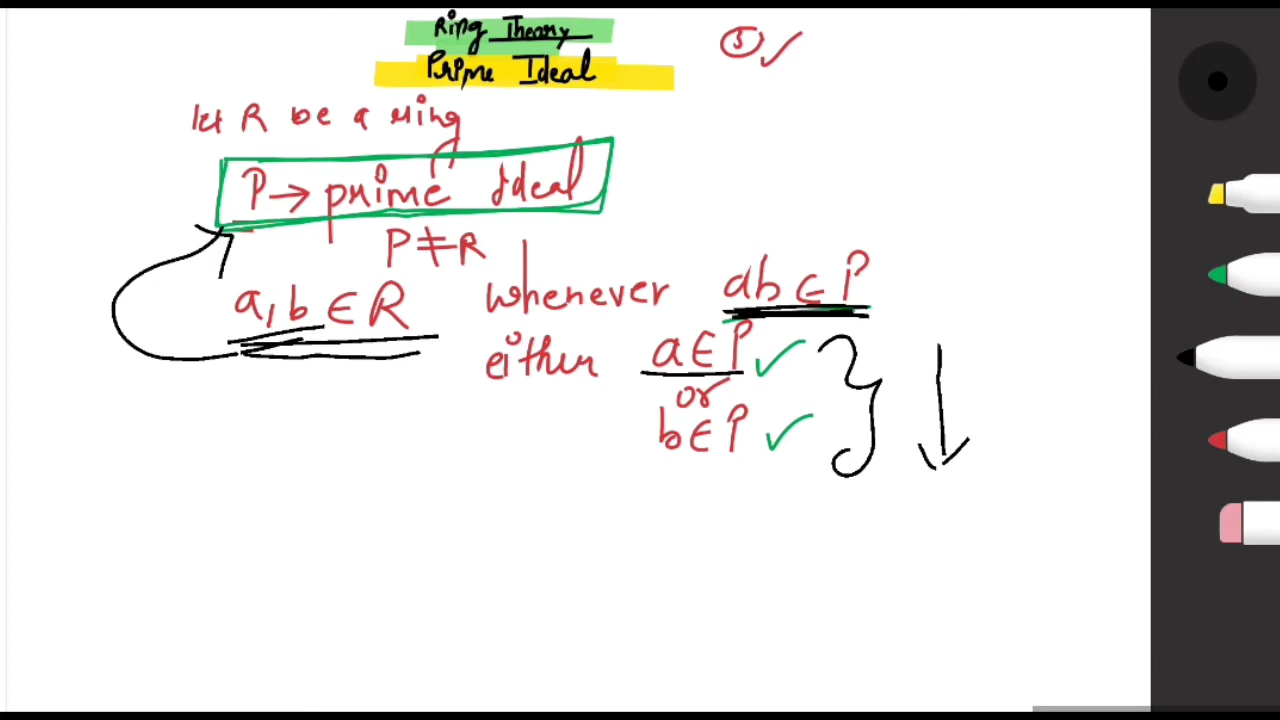 Ring Theory
Prime Ideal
⑤✓
let R be a ring
P → prime Ideal
P ≠ R
a, b ∈ R whenever ab ∈ P
either a ∈ P ✓
or
b ∈ P ✓